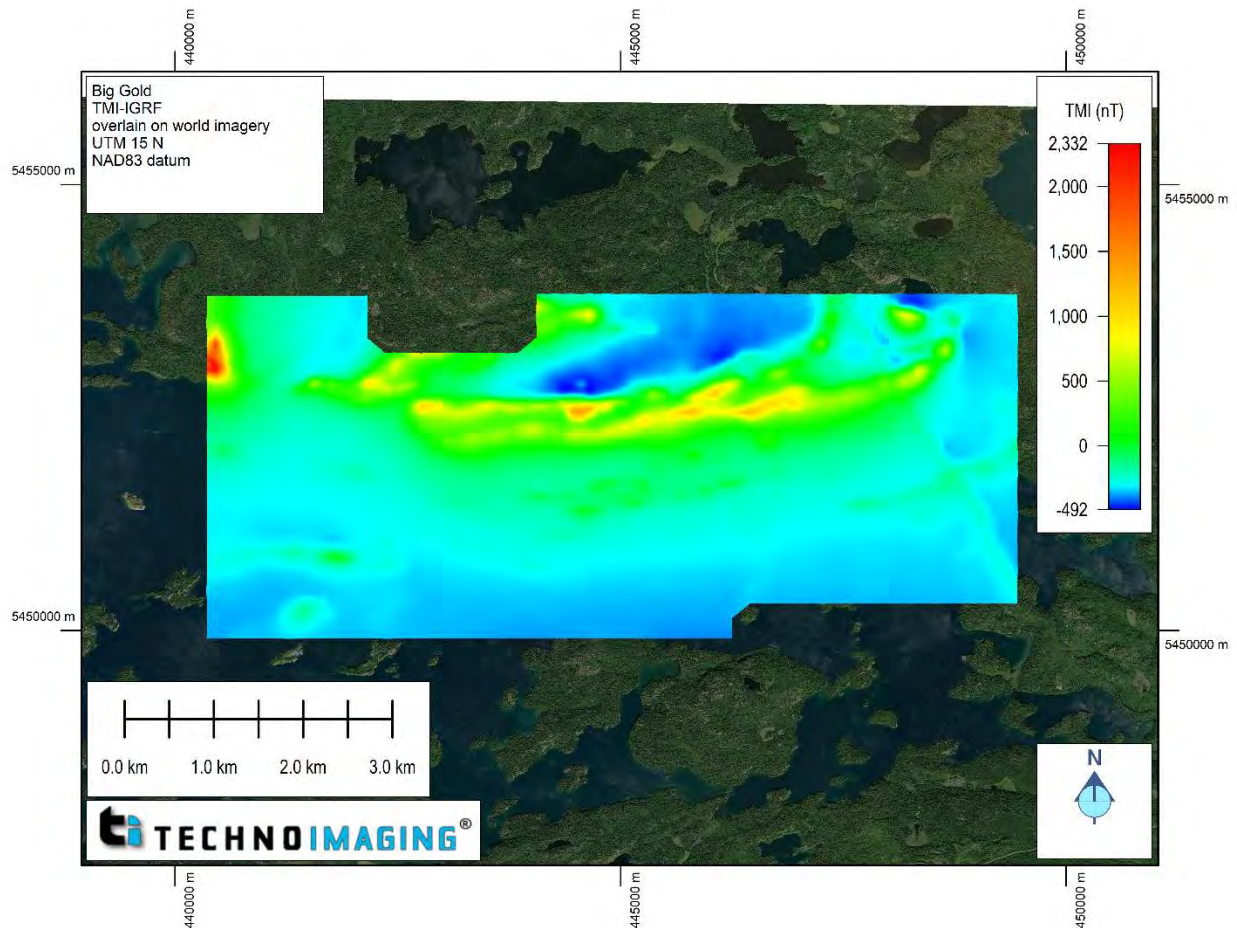 440000 m
445000 m
450000 m
Big Gold
TMI-IGRF
overlain on world imagery
UTM 15 N
NAD83 datum
TMI (nT)
2,332
2,000
1,500
1,000
500
0
-492
5455000 m
5455000 m
5450000 m
5450000 m
0.0 km 1.0 km 2.0 km 3.0 km
N
ti TECHNOIMAGING®
440000 m
445000 m
450000 m